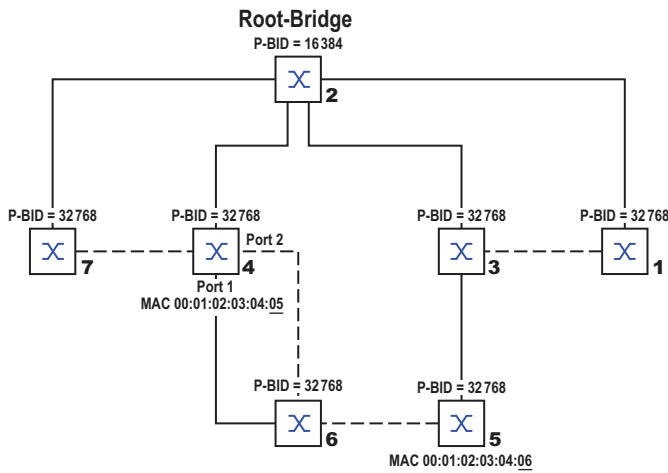 Root-Bridge
P-BID = 16384
2
P-BID = 32768
P-BID = 32768
P-BID = 32768
P-BID = 32768
7
Port 2
4
3
1
Port 1
MAC 00:01:02:03:04:05
P-BID = 32768
P-BID = 32768
6
5
MAC 00:01:02:03:04:06